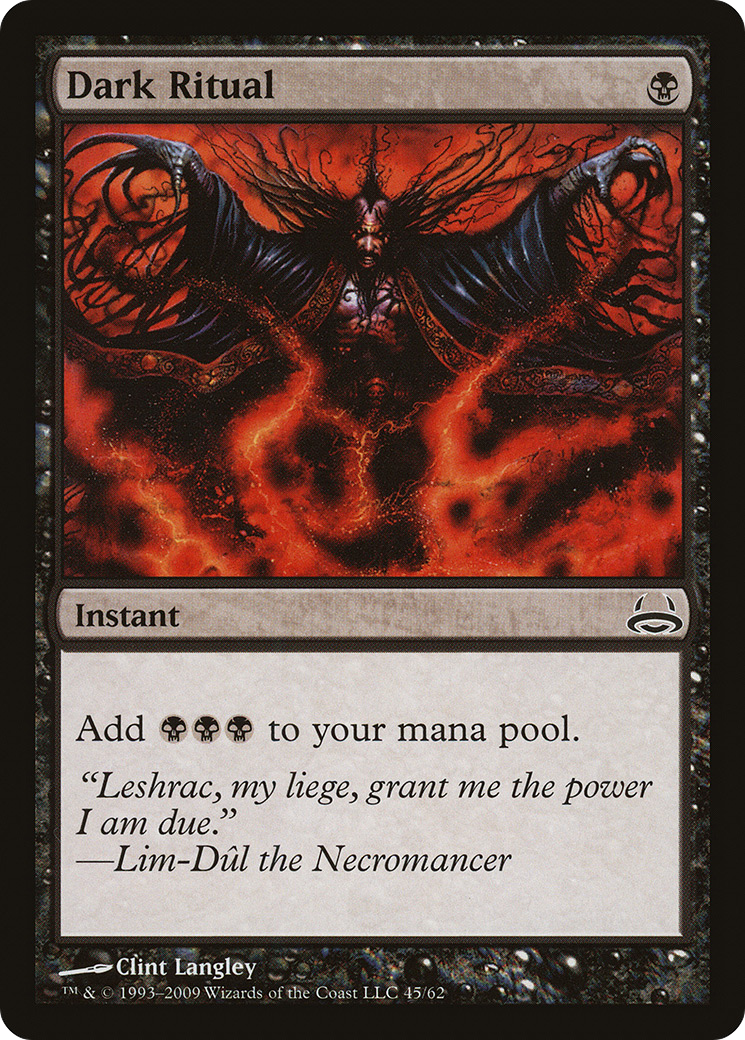 Dark Ritual
Instant
Add to your mana pool.
“Leshrac, my liege, grant me the power
I am due.”
—Lim-Dûl the Necromancer
Clint Langley
™ & © 1993–2009 Wizards of the Coast LLC 45/62